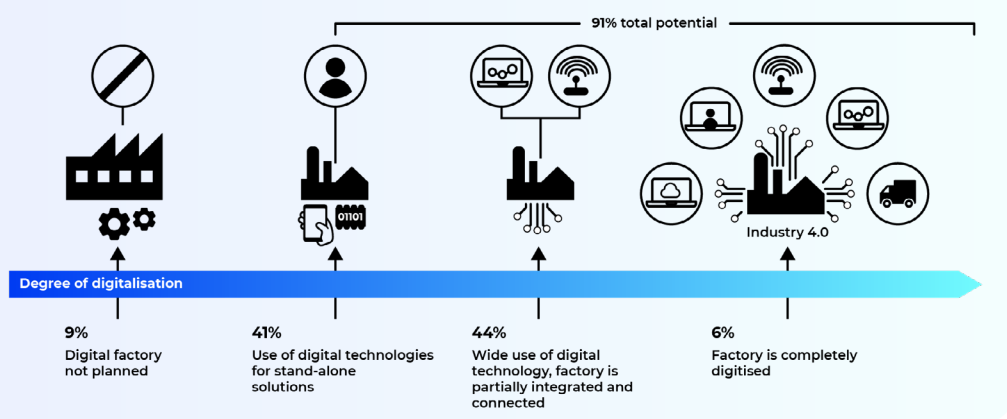 91% total potential
01101
Industry 4.0
Degree of digitalisation
9%
Digital factory
not planned
41%
Use of digital technologies
for stand-alone
solutions
44%
Wide use of digital
technology, factory is
partially integrated and
connected
6%
Factory is completely
digitised